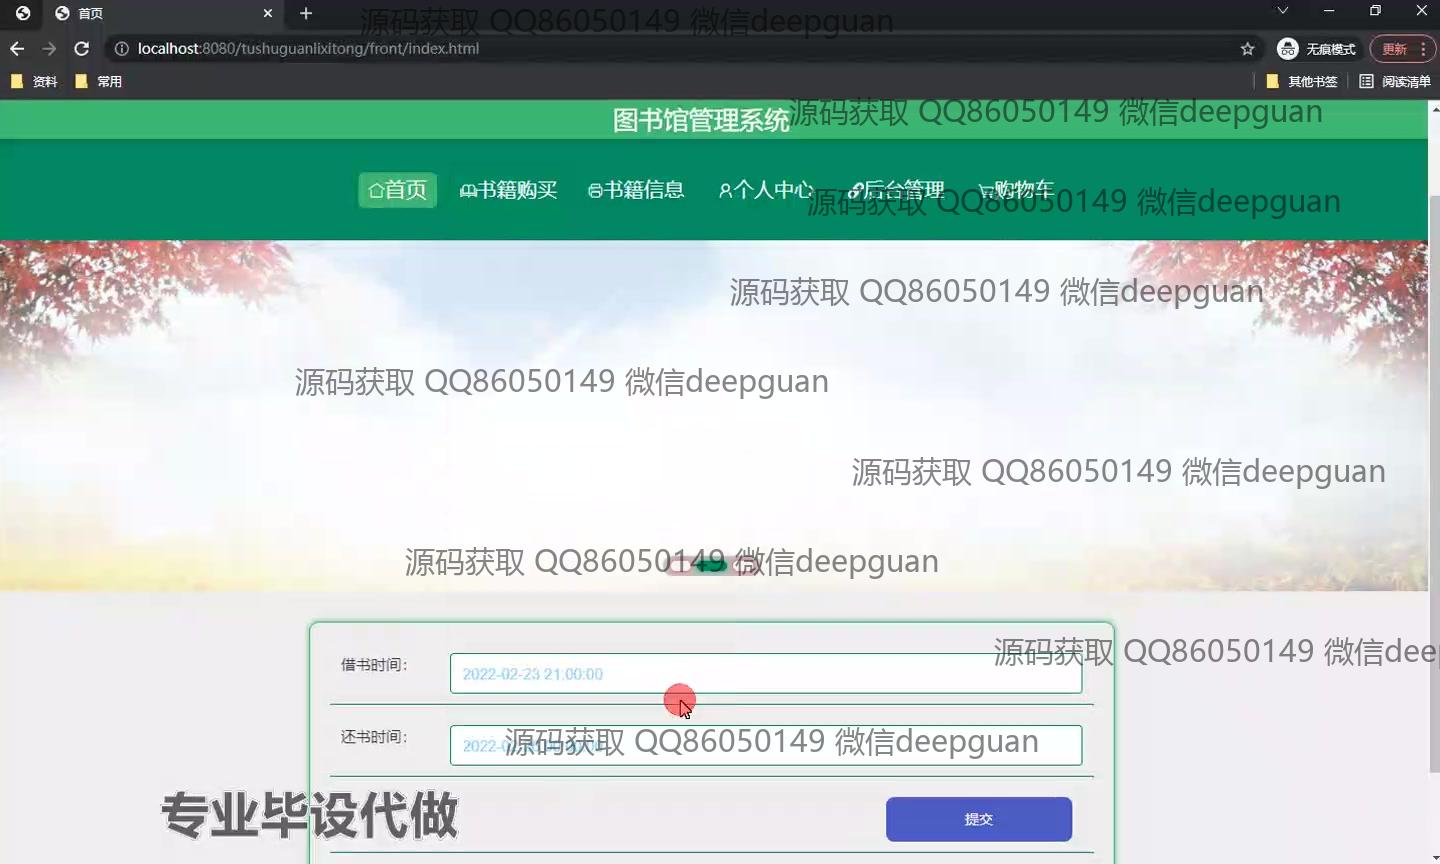 首页
源码获取 QQ86050149 微信deepguan
localhost:8080/tushuguanlixitong/front/index.html
无痕模式
更新
资料
常用
其他书签
阅读清单
图书馆管理系统
源码获取 QQ86050149 微信deepguan
首页
书籍购买
书籍信息
个人中心
后台管理
购物车
源码获取 QQ86050149 微信deepguan
源码获取 QQ86050149 微信deepguan
源码获取 QQ86050149 微信deepguan
源码获取 QQ86050149 微信deepguan
源码获取 QQ86050149 微信deepguan
源码获取 QQ86050149 微信dee
借书时间：
2022-02-23 21:00:00
还书时间：
源码获取 QQ86050149 微信deepguan
专业毕设代做
提交